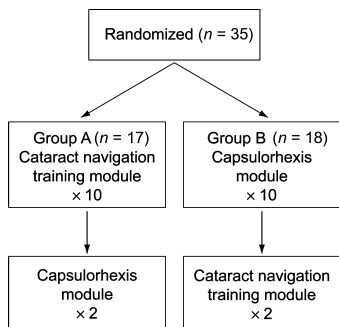 Randomized (n = 35)
Group A (n = 17)
Cataract navigation
training module
× 10
Group B (n = 18)
Capsulorhexis
module
× 10
Capsulorhexis
module
× 2
Cataract navigation
training module
× 2